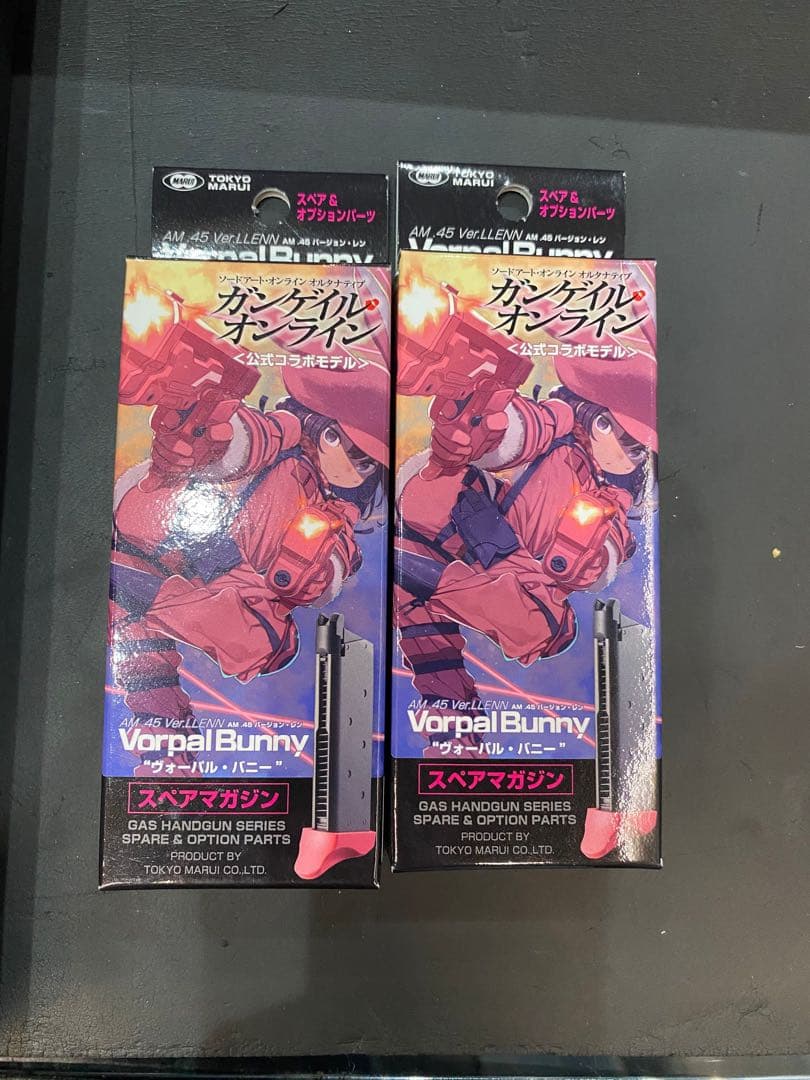 MARUI
TOKYO
MARUI
スペア&
オプションパーツ
AM .45 Ver.LLENN AM .45 バージョン・レン
Vorpal Bunny
ソードアート・オンライン オルタナティブ
ガンゲイル・
オンライン
<公式コラボモデル>
AM .45 Ver.LLENN AM .45 バージョン・レン
Vorpal Bunny
"ヴォーパル・バニー"
スペアマガジン
GAS HANDGUN SERIES
SPARE & OPTION PARTS
PRODUCT BY
TOKYO MARUI CO.,LTD.
MARUI
TOKYO
MARUI
スペア&
オプションパーツ
AM .45 Ver.LLENN AM .45 バージョン・レン
Vorpal Bunny
ソードアート・オンライン オルタナティブ
ガンゲイル・
オンライン
<公式コラボモデル>
AM .45 Ver.LLENN AM .45 バージョン・レン
Vorpal Bunny
"ヴォーパル・バニー"
スペアマガジン
GAS HANDGUN SERIES
SPARE & OPTION PARTS
PRODUCT BY
TOKYO MARUI CO.,LTD.